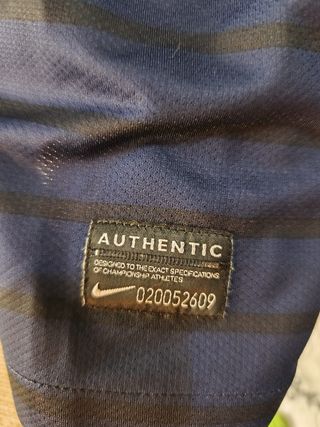 AUTHENTIC
DESIGNED TO THE EXACT SPECIFICATIONS
OF CHAMPIONSHIP ATHLETES
020052609